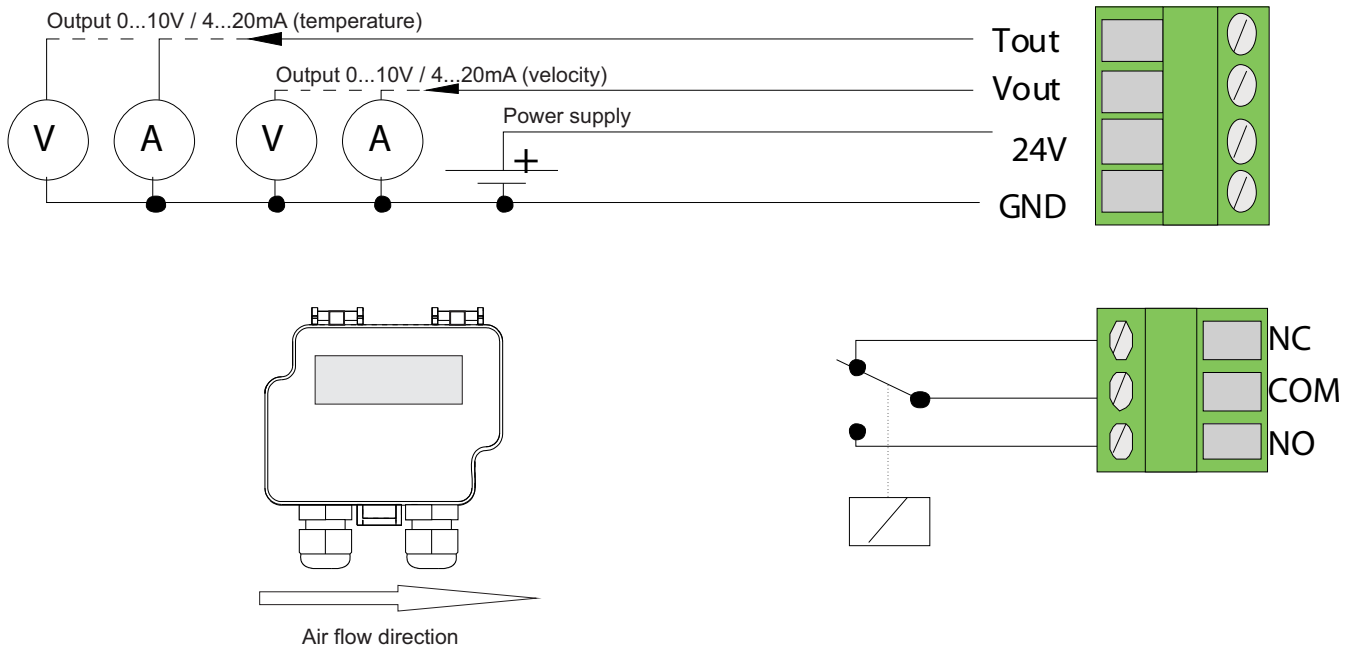 Output 0...10V / 4...20mA (temperature)
Tout
Output 0...10V / 4...20mA (velocity)
Vout
Power supply
V
A
V
A
+
24V
GND
NC
COM
NO
Air flow direction